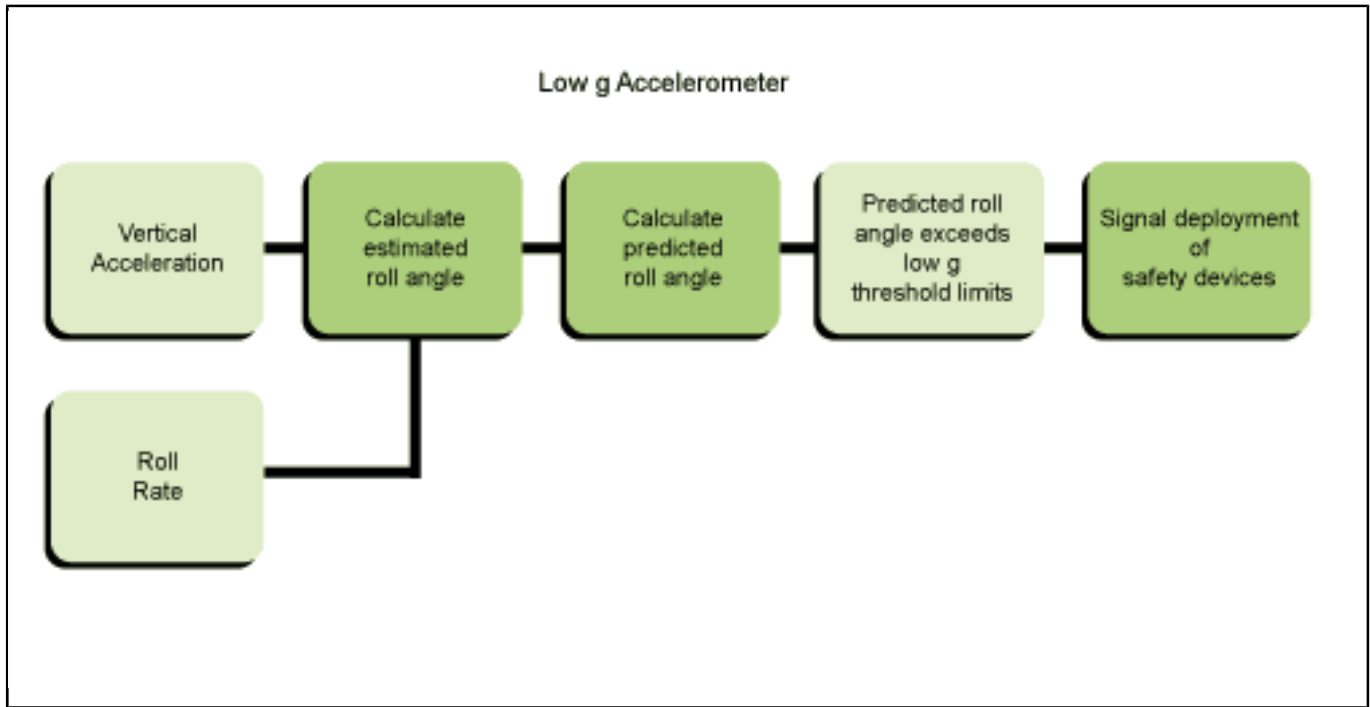 Low g Accelerometer
Vertical
Acceleration
Calculate
estimated
roll angle
Calculate
predicted
roll angle
Predicted roll
angle exceeds
low g
threshold limits
Signal deployment
of
safety devices
Roll
Rate